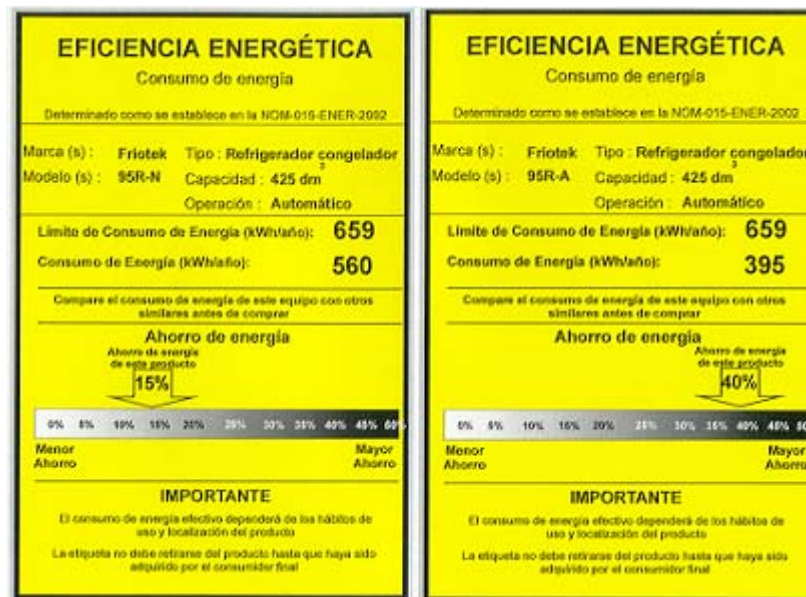 EFICIENCIA ENERGÉTICA
Consumo de energía
Determinado como se establece en la NOM-015-ENER-2002
Marca (s) : Friotek Tipo : Refrigerador congelador
Modelo (s) : 95R-N Capacidad : 425 dm3
Operación : Automático
Límite de Consumo de Energía (kWh/año): 659
Consumo de Energía (kWh/año): 560
Compare el consumo de energía de este equipo con otros
similares antes de comprar
Ahorro de energía
Ahorro de energía
de este producto
15%
0% 5% 10% 15% 20% 25% 30% 35% 40% 45% 50%
Menor Mayor
Ahorro Ahorro
IMPORTANTE
El consumo de energía efectivo dependerá de los hábitos de
uso y localización del producto
La etiqueta no debe retirarse del producto hasta que haya sido
adquirido por el consumidor final
EFICIENCIA ENERGÉTICA
Consumo de energía
Determinado como se establece en la NOM-015-ENER-2002
Marca (s) : Friotek Tipo : Refrigerador congelador
Modelo (s) : 95R-A Capacidad : 425 dm3
Operación : Automático
Límite de Consumo de Energía (kWh/año): 659
Consumo de Energía (kWh/año): 395
Compare el consumo de energía de este equipo con otros
similares antes de comprar
Ahorro de energía
Ahorro de energía
de este producto
40%
0% 5% 10% 15% 20% 25% 30% 35% 40% 45% 50
Menor Mayor
Ahorro Ahorro
IMPORTANTE
El consumo de energía efectivo dependerá de los hábitos de
uso y localización del producto
La etiqueta no debe retirarse del producto hasta que haya sido
adquirido por el consumidor final